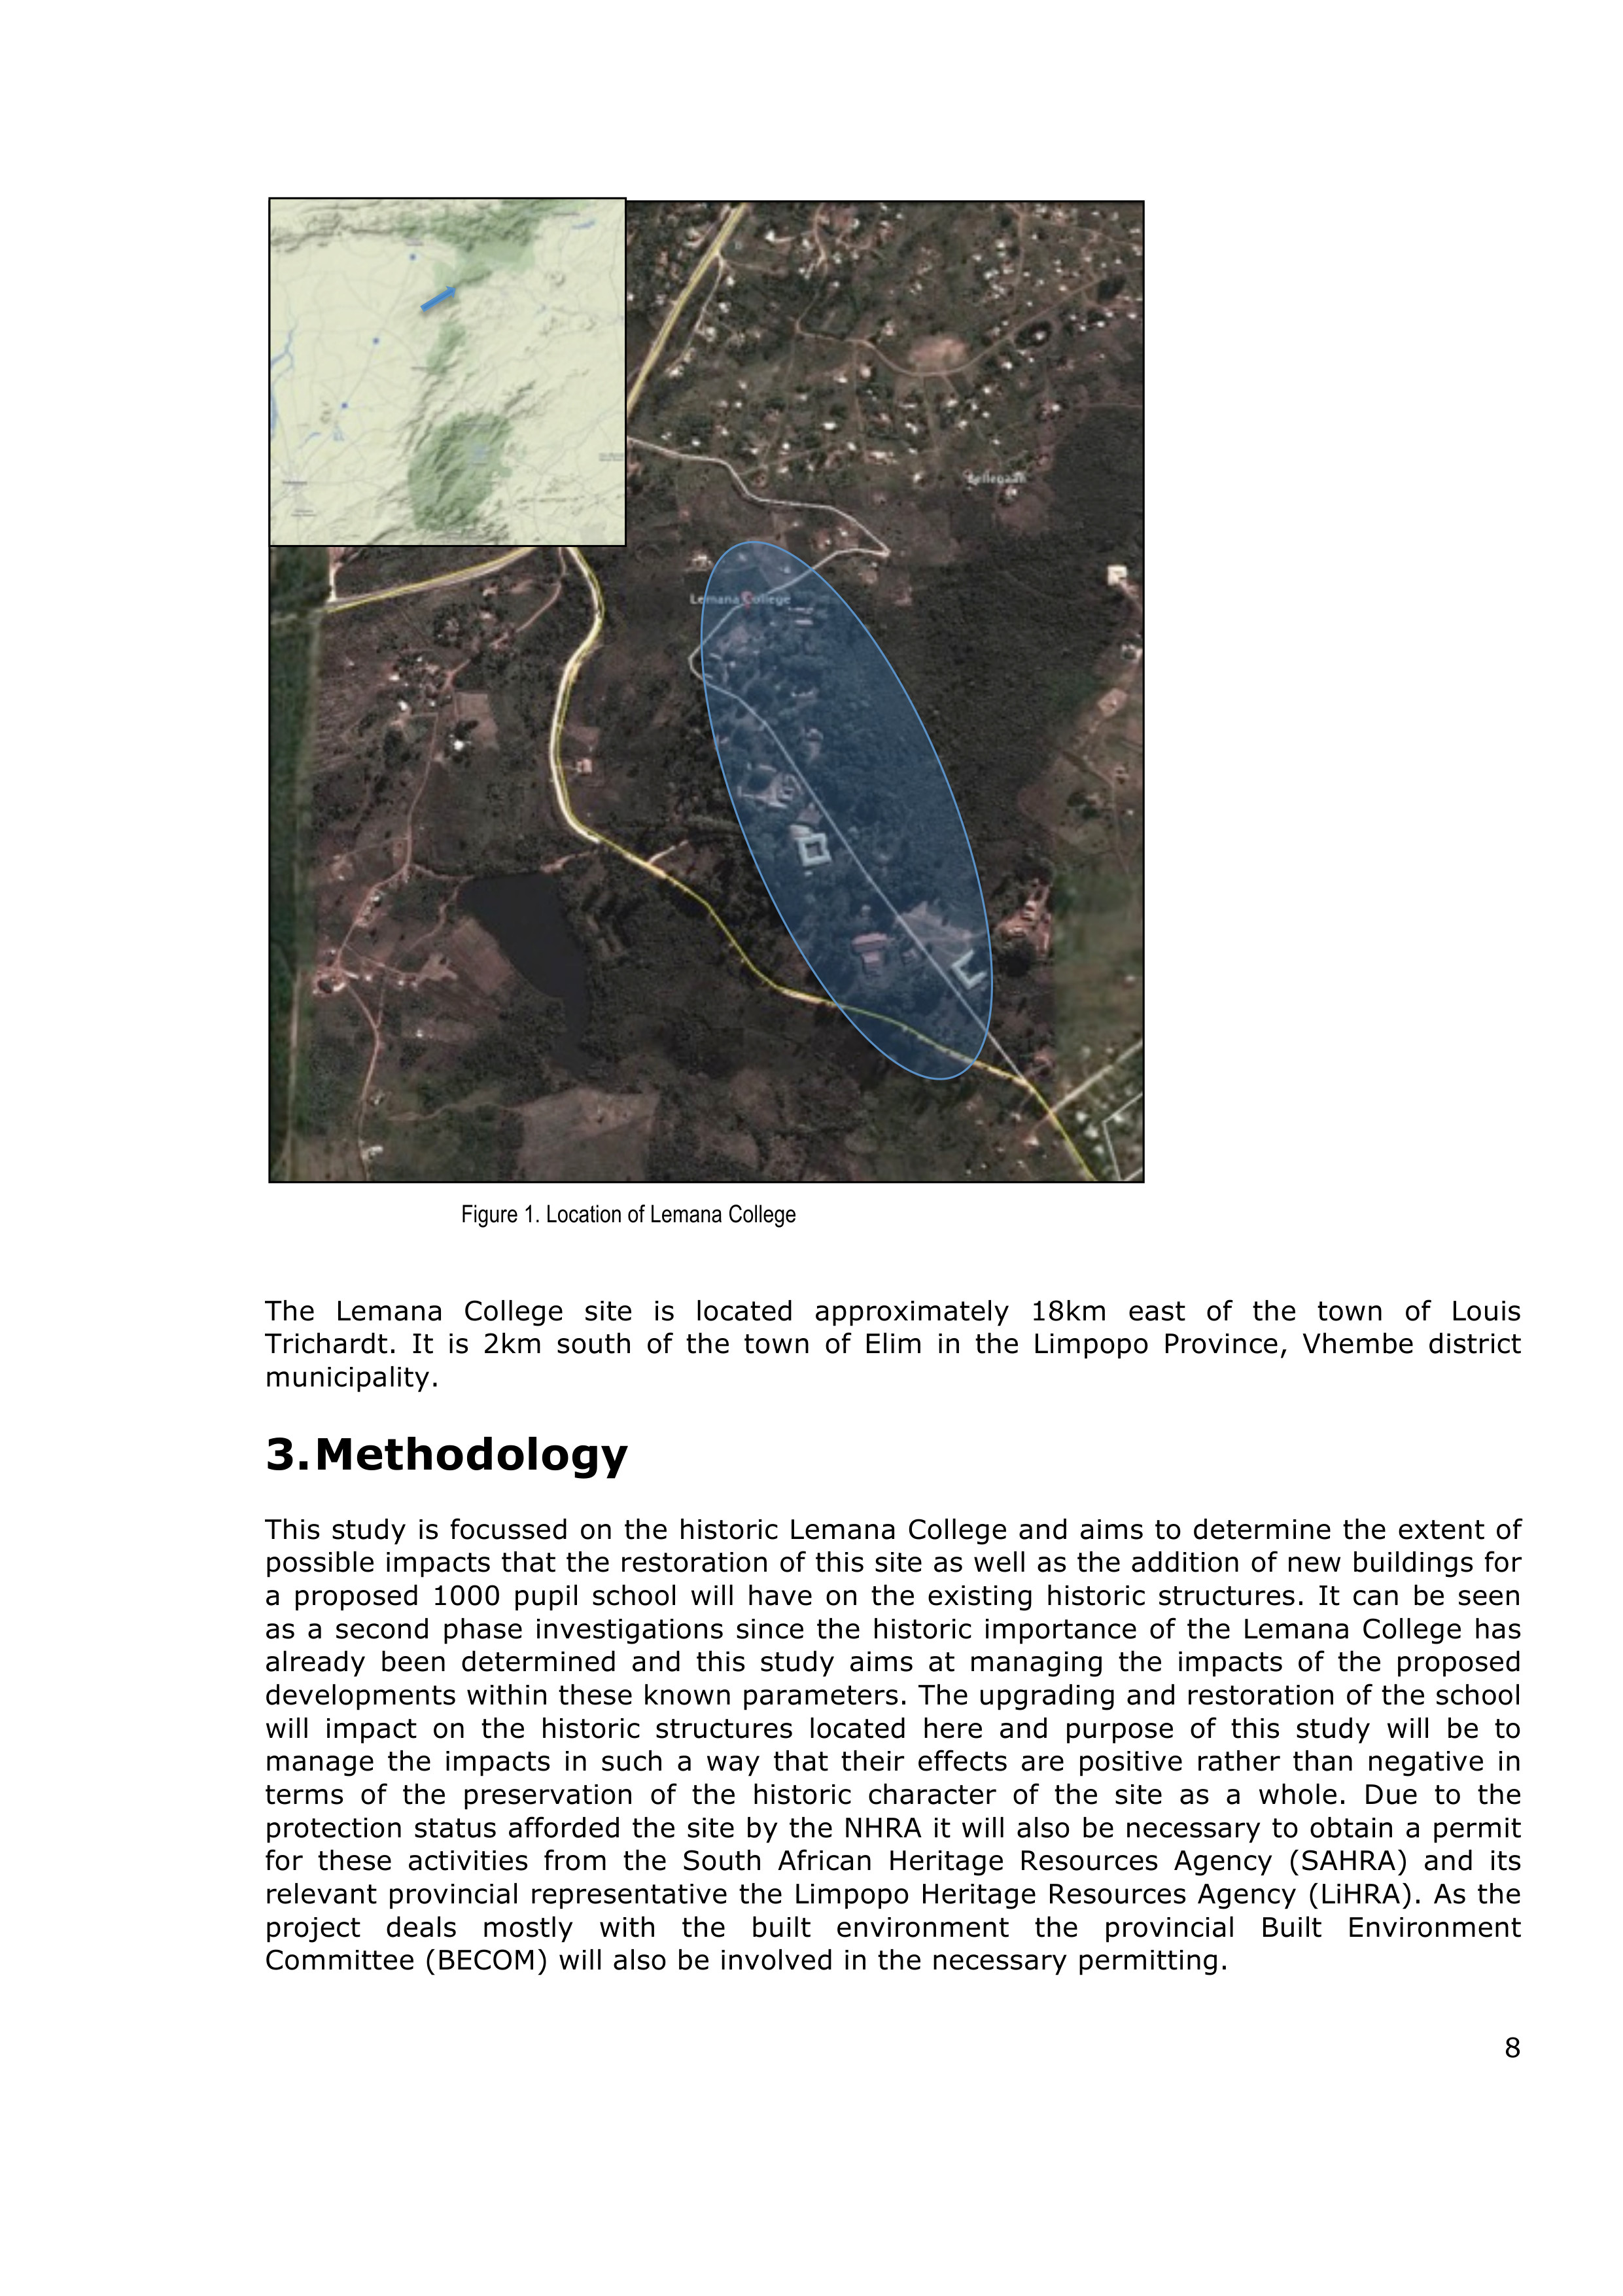 Lemana College
Figure 1. Location of Lemana College
The Lemana College site is located approximately 18km east of the town of Louis
Trichardt. It is 2km south of the town of Elim in the Limpopo Province, Vhembe district
municipality.
3.Methodology
This study is focussed on the historic Lemana College and aims to determine the extent of
possible impacts that the restoration of this site as well as the addition of new buildings for
a proposed 1000 pupil school will have on the existing historic structures. It can be seen
as a second phase investigations since the historic importance of the Lemana College has
already been determined and this study aims at managing the impacts of the proposed
developments within these known parameters. The upgrading and restoration of the school
will impact on the historic structures located here and purpose of this study will be to
manage the impacts in such a way that their effects are positive rather than negative in
terms of the preservation of the historic character of the site as a whole. Due to the
protection status afforded the site by the NHRA it will also be necessary to obtain a permit
for these activities from the South African Heritage Resources Agency (SAHRA) and its
relevant provincial representative the Limpopo Heritage Resources Agency (LiHRA). As the
project deals mostly with the built environment the provincial Built Environment
Committee (BECOM) will also be involved in the necessary permitting.
8